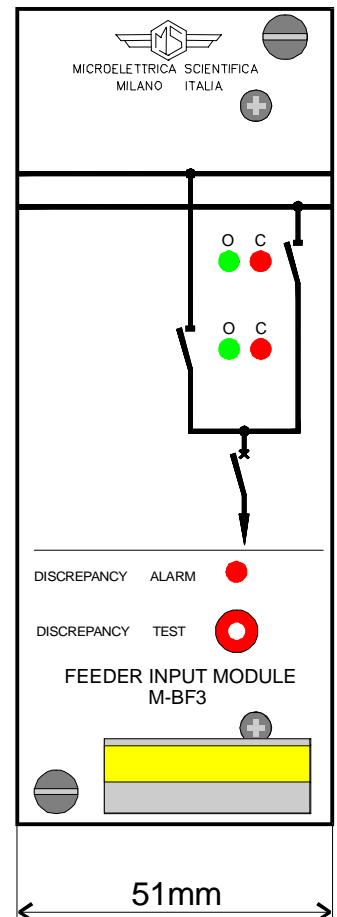 MS
MICROELETTRICA SCIENTIFICA
MILANO ITALIA
O C
O C
DISCREPANCY ALARM
DISCREPANCY TEST
FEEDER INPUT MODULE
M-BF3
51mm